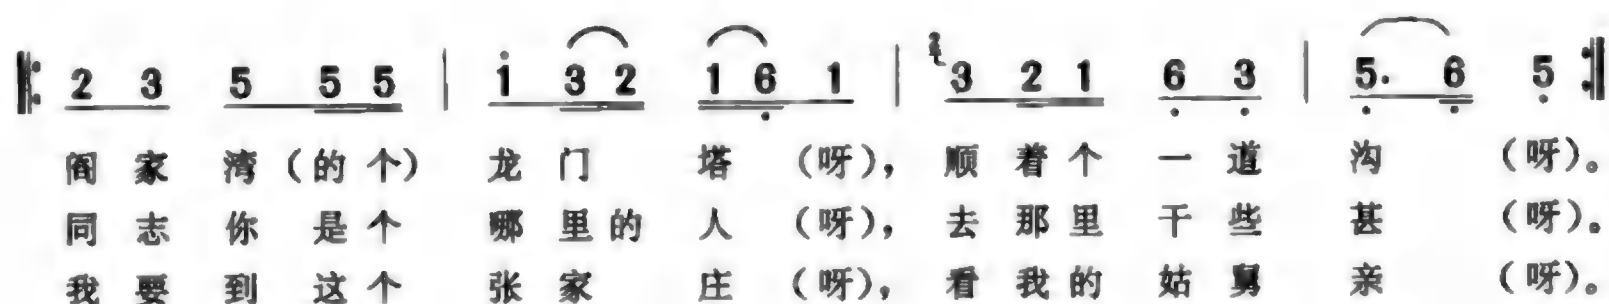 2 3 5 5 5 | i 3 2 1 6 1 | 3 2 1 6 3 | 5. 6 5
阎家湾(的个)龙门塔(呀),顺着个一道沟(呀)。
同志你是个哪里的人(呀),去那里干些甚(呀)。
我要到这个张家庄(呀),看我的姑舅亲(呀)。